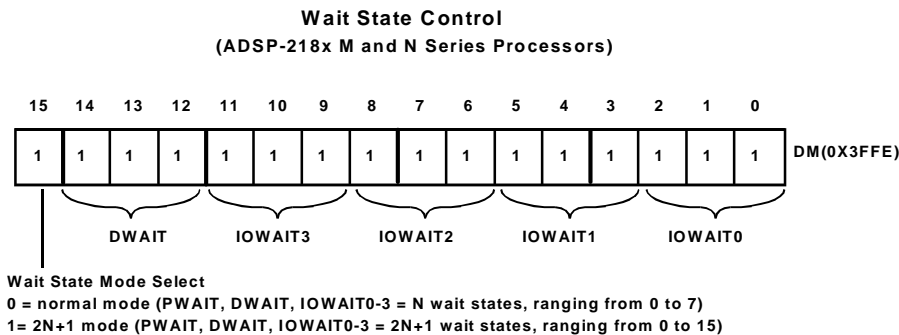 Wait State Control
(ADSP-218x M and N Series Processors)
15 14 13 12 11 10 9 8 7 6 5 4 3 2 1 0
1 1 1 1 1 1 1 1 1 1 1 1 1 1 1 1 DM(0X3FFE)
DWAIT IOWAIT3 IOWAIT2 IOWAIT1 IOWAIT0
Wait State Mode Select
0 = normal mode (PWAIT, DWAIT, IOWAIT0-3 = N wait states, ranging from 0 to 7)
1= 2N+1 mode (PWAIT, DWAIT, IOWAIT0-3 = 2N+1 wait states, ranging from 0 to 15)